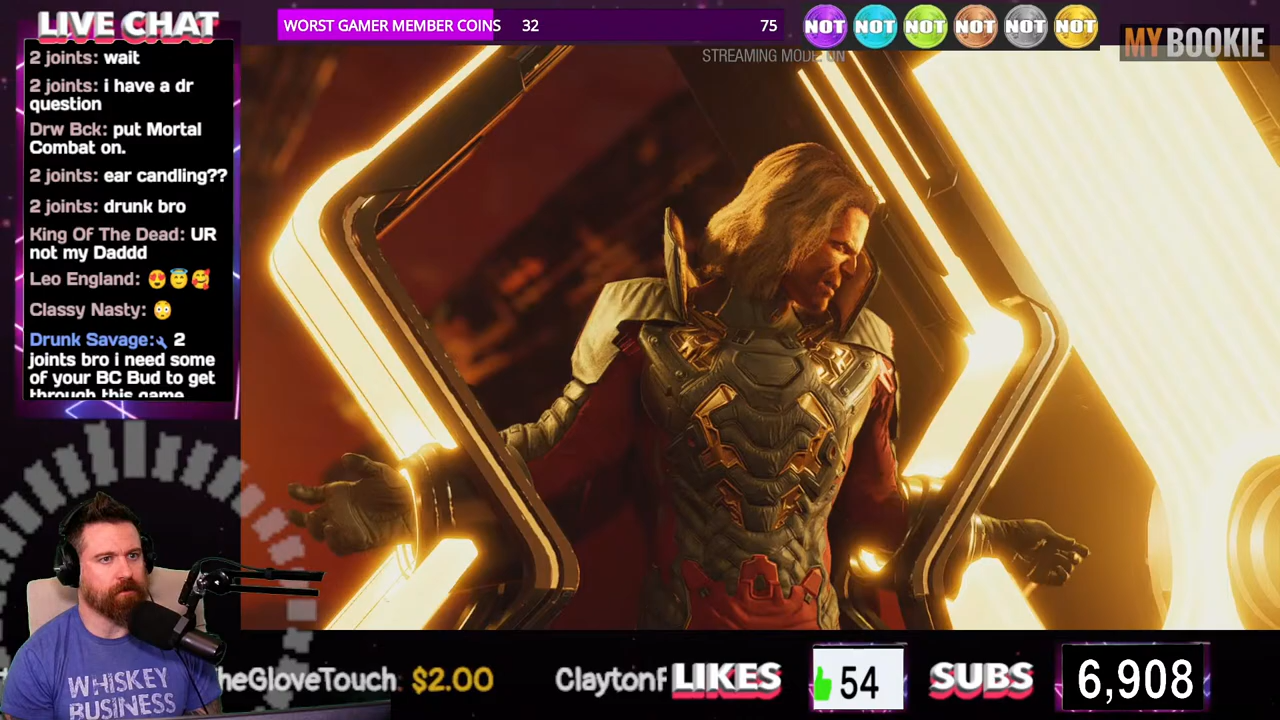 LIVE CHAT
WORST GAMER MEMBER COINS 32 75
NOT NOT NOT NOT NOT NOT
MYBOOKIE
STREAMING MODE: ON
2 joints: wait
2 joints: i have a dr
question
Drw Bck: put Mortal
Combat on.
2 joints: ear candling??
2 joints: drunk bro
King Of The Dead: UR
not my Daddd
Leo England: 😍😇🥰
Classy Nasty: 😳
Drunk Savage: 2
joints bro i need some
of your BC Bud to get
through this game
WHISKEY
BUSINESS
heGloveTouch: $2.00
ClaytonF
LIKES 54
SUBS 6,908